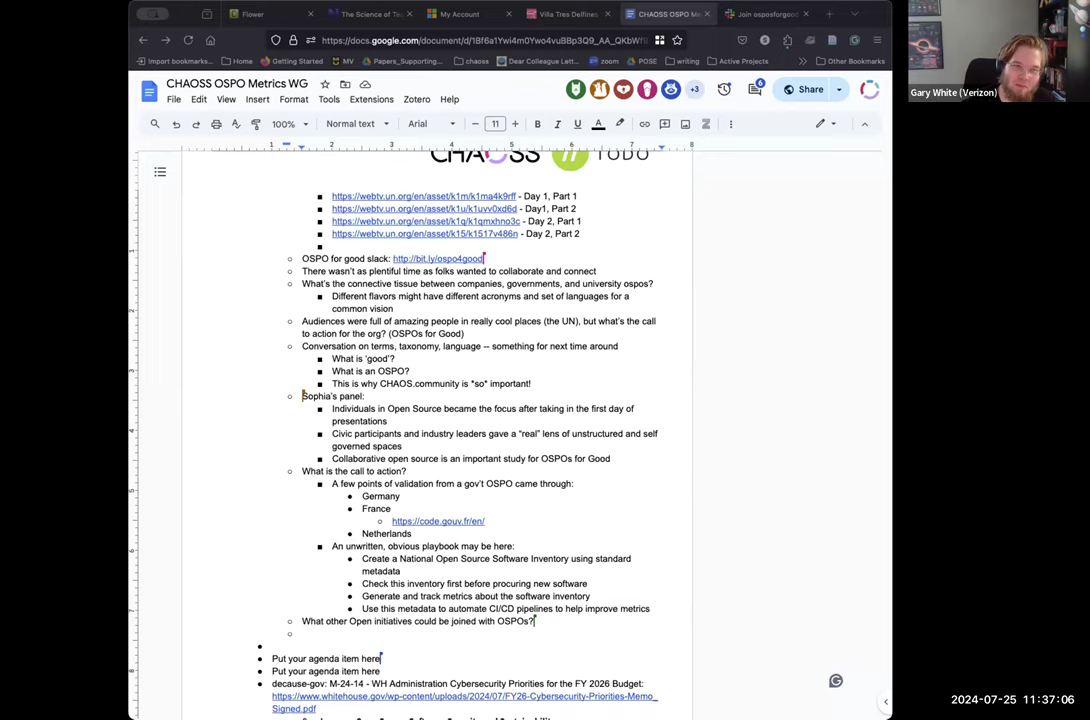 Flower
The Science of Tea
My Account
Villa Tres Delfines
CHAOSS OSPO M
Join osposforgood
https://docs.google.com/document/d/1Bf6a1Ywi4m0Ywo4vuBBp3Q9_AA_QKbWf
Import bookmarks...
Home
Getting Started
MV
Papers_Supporting...
chaoss
Dear Colleague Lett...
zoom
POSE
writing
Active Projects
Other Bookmarks
Gary White (Verizon)
CHAOSS OSPO Metrics WG
File Edit View Insert Format Tools Extensions Zotero Help
+3
6
Share
100% Normal text Arial 11 B I U A
1 2 3 4 5 6 7 8
CHAOSS // TODO
https://webtv.un.org/en/asset/k1m/k1ma4k9rff - Day 1, Part 1
https://webtv.un.org/en/asset/k1u/k1uvv0xd6d - Day1, Part 2
https://webtv.un.org/en/asset/k1q/k1qmxhno3c - Day 2, Part 1
https://webtv.un.org/en/asset/k15/k1517v486n - Day 2, Part 2
OSPO for good slack: http://bit.ly/ospo4good
There wasn't as plentiful time as folks wanted to collaborate and connect
What's the connective tissue between companies, governments, and university ospos?
Different flavors might have different acronyms and set of languages for a
common vision
Audiences were full of amazing people in really cool places (the UN), but what's the call
to action for the org? (OSPOs for Good)
Conversation on terms, taxonomy, language -- something for next time around
What is 'good'?
What is an OSPO?
This is why CHAOS.community is *so* important!
Sophia's panel:
Individuals in Open Source became the focus after taking in the first day of
presentations
Civic participants and industry leaders gave a "real" lens of unstructured and self
governed spaces
Collaborative open source is an important study for OSPOs for Good
What is the call to action?
A few points of validation from a gov't OSPO came through:
Germany
France
https://code.gouv.fr/en/
Netherlands
An unwritten, obvious playbook may be here:
Create a National Open Source Software Inventory using standard
metadata
Check this inventory first before procuring new software
Generate and track metrics about the software inventory
Use this metadata to automate CI/CD pipelines to help improve metrics
What other Open initiatives could be joined with OSPOs?
Put your agenda item here
Put your agenda item here
decause-gov: M-24-14 - WH Administration Cybersecurity Priorities for the FY 2026 Budget:
https://www.whitehouse.gov/wp-content/uploads/2024/07/FY26-Cybersecurity-Priorities-Memo_
Signed.pdf
2024-07-25 11:37:06